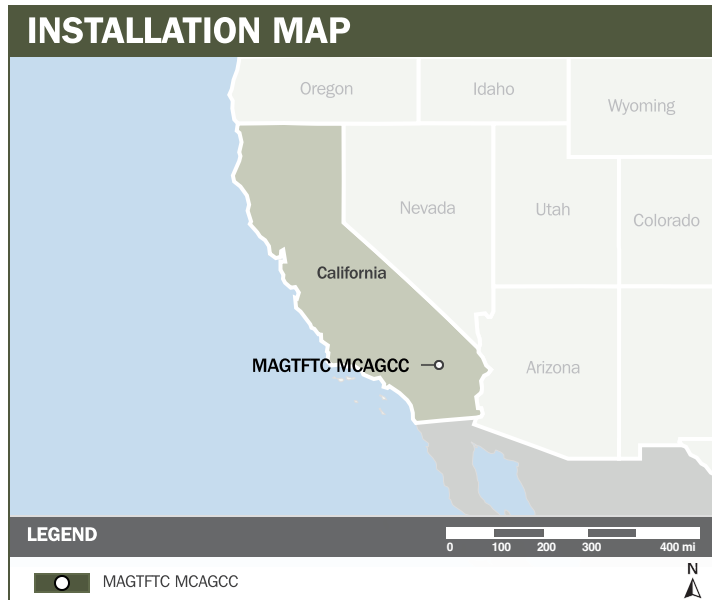 INSTALLATION MAP
Oregon
Idaho
Wyoming
Nevada
Utah
Colorado
California
MAGTFTC MCAGCC
Arizona
LEGEND
0 100 200 300 400 mi
MAGTFTC MCAGCC
N